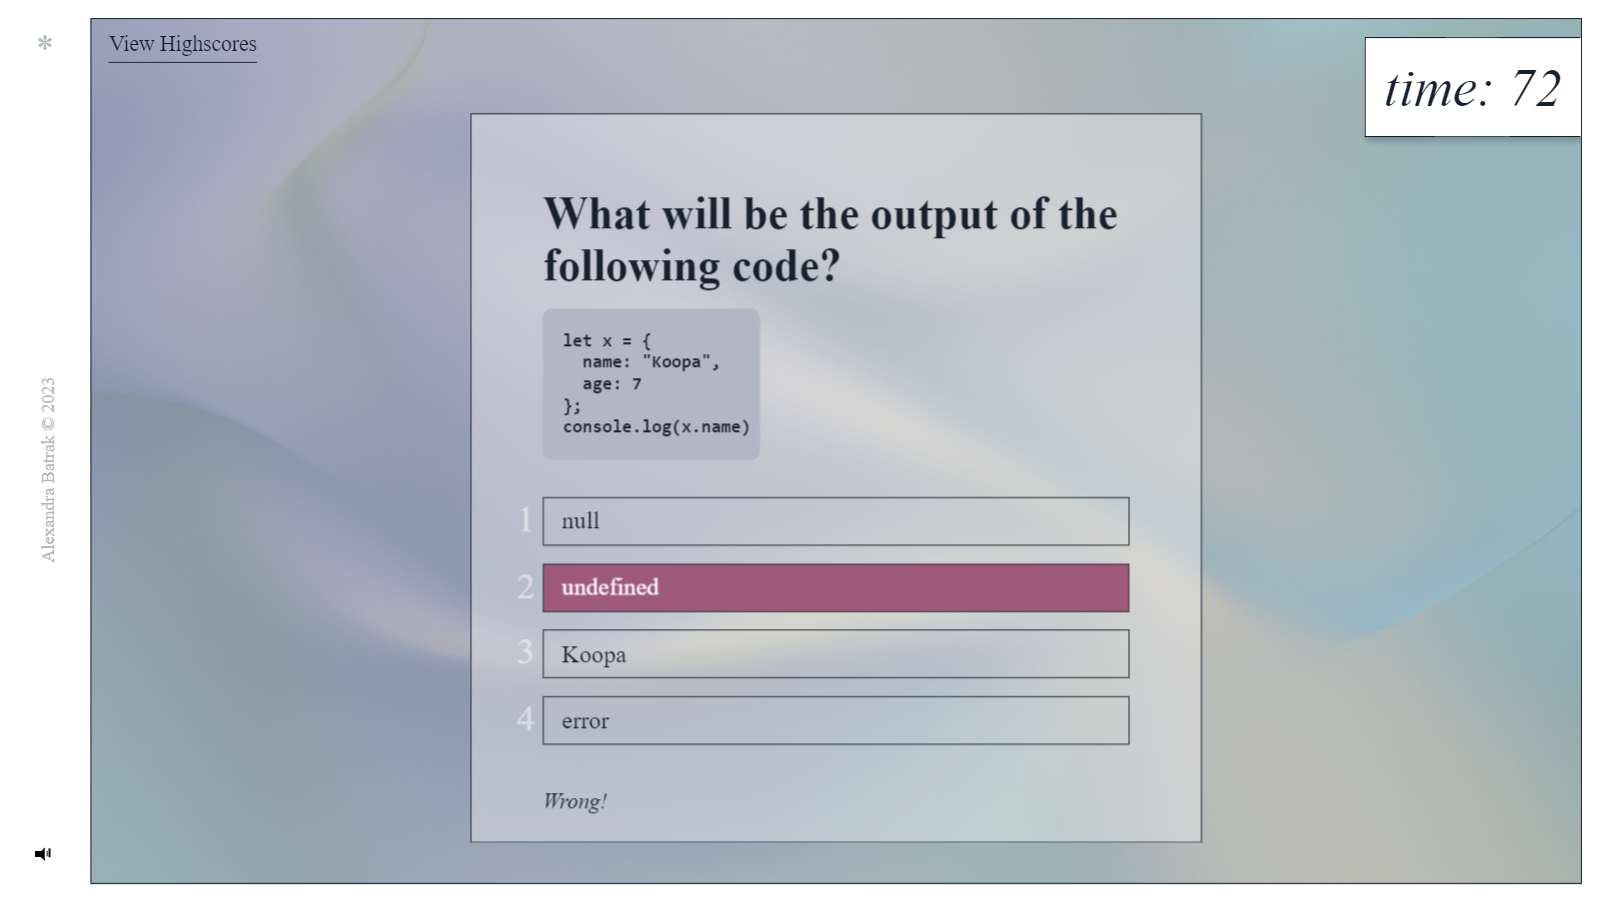 *
View Highscores
time: 72
What will be the output of the
following code?
let x = {
  name: "Koopa",
  age: 7
};
console.log(x.name)
1 null
2 undefined
3 Koopa
4 error
Wrong!
Alexandra Batrak © 2023